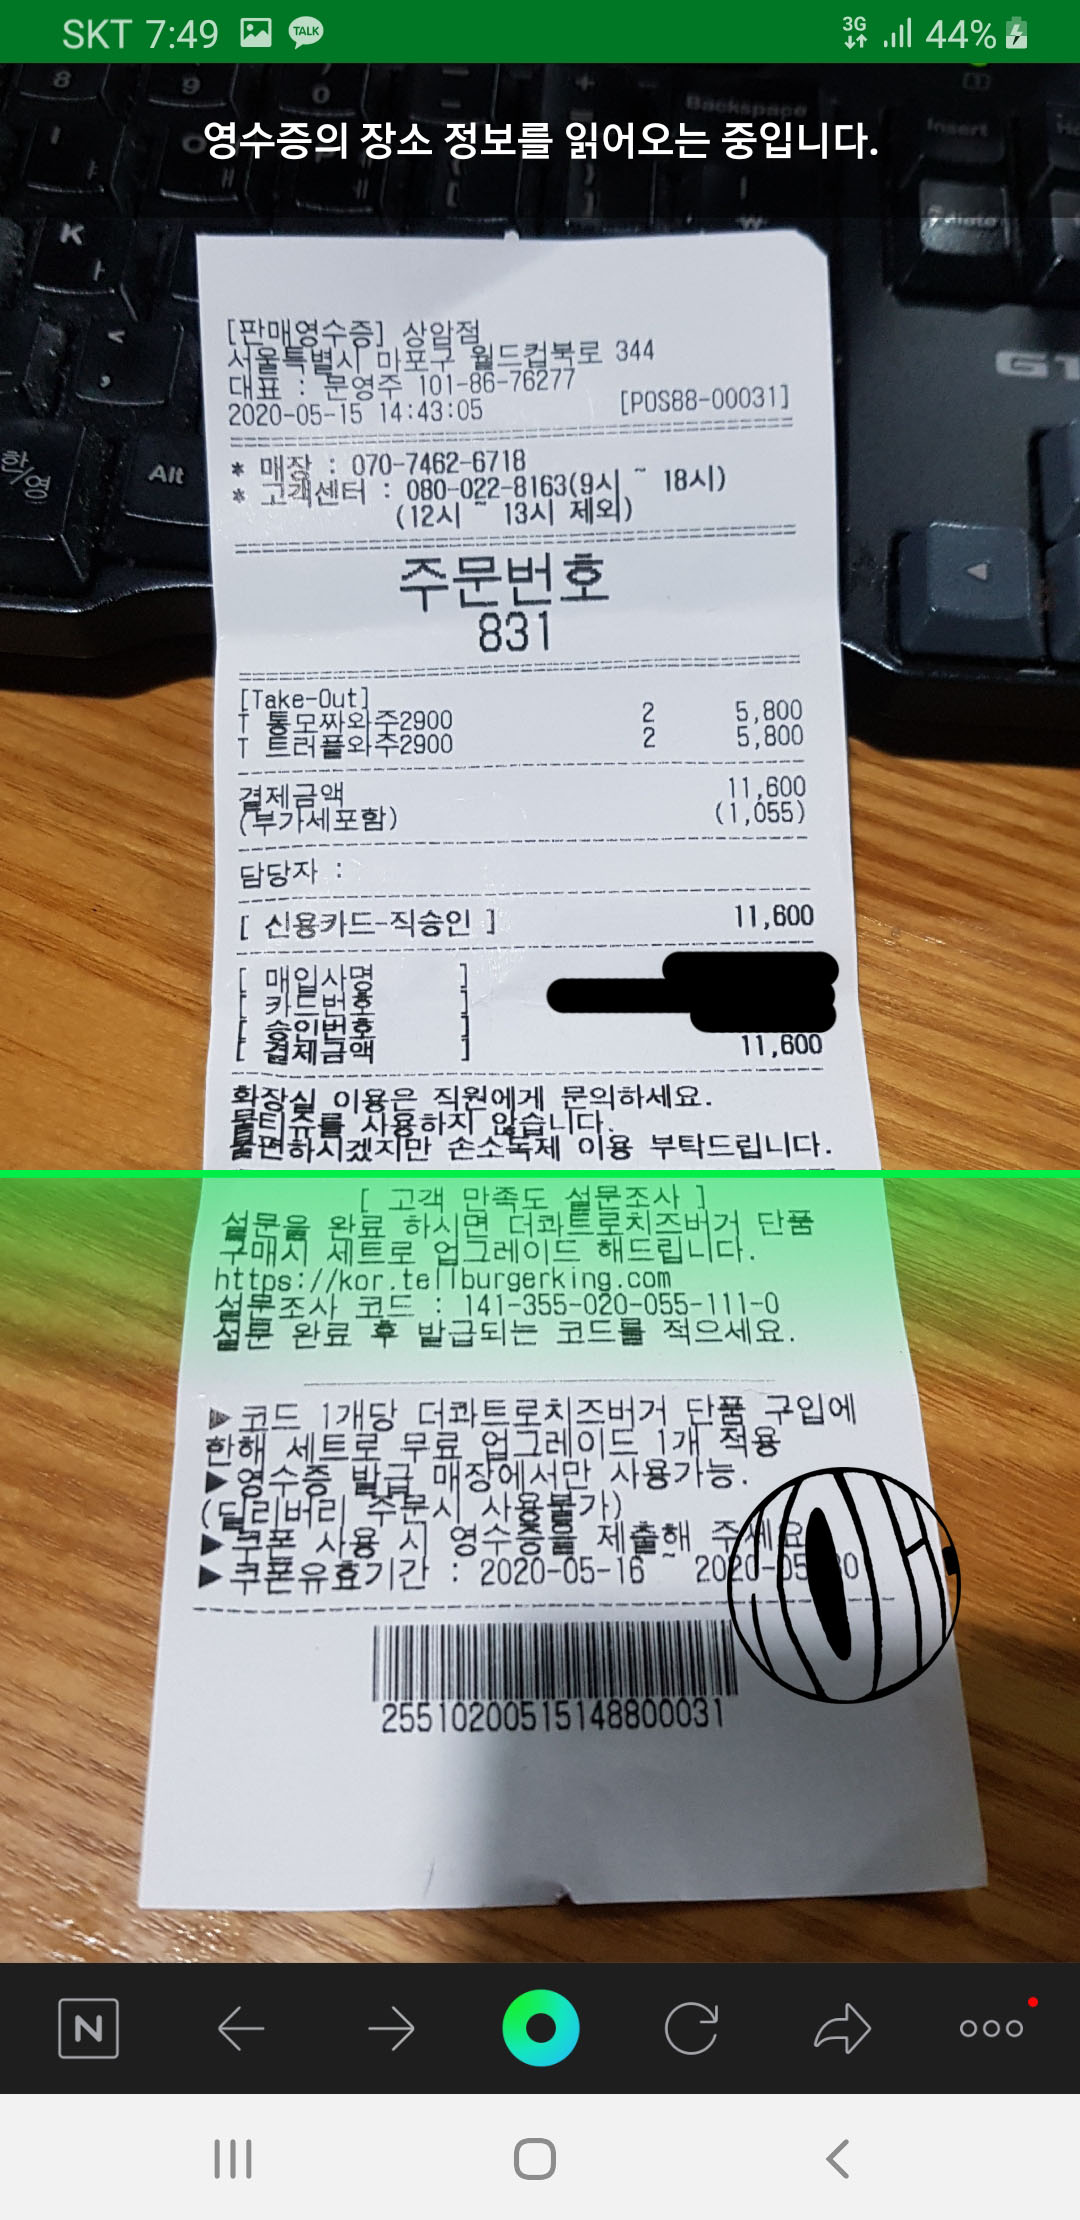 SKT 7:49
TALK
3G
44%
영수증의 장소 정보를 읽어오는 중입니다.
8
9
0
Backspace
Insert
K
한/영
Alt
[판매영수증] 상암점
서울특별시 마포구 월드컵북로 344
대표 : 문영주 101-86-76277
2020-05-15 14:43:05 [POS88-00031]
* 매장 : 070-7462-6718
* 고객센터 : 080-022-8163(9시 ~ 18시)
(12시 ~ 13시 제외)
주문번호
831
[Take-Out]
T 통모짜와주2900 2 5,800
T 트러플와주2900 2 5,800
결제금액 11,600
(부가세포함) (1,055)
담당자 :
[ 신용카드-직승인 ] 11,600
[ 매입사명 ]
[ 카드번호 ]
[ 승인번호 ]
[ 결제금액 ] 11,600
화장실 이용은 직원에게 문의하세요.
물티슈를 사용하지 않습니다.
불편하시겠지만 손소독제 이용 부탁드립니다.
[ 고객 만족도 설문조사 ]
설문을 완료 하시면 더콰트로치즈버거 단품
구매시 세트로 업그레이드 해드립니다.
https://kor.tellburgerking.com
설문조사 코드 : 141-355-020-055-111-0
설문 완료 후 발급되는 코드를 적으세요.
▶코드 1개당 더콰트로치즈버거 단품 구입에
한해 세트로 무료 업그레이드 1개 적용
▶영수증 발급 매장에서만 사용가능.
(딜리버리 주문시 사용불가)
▶쿠폰 사용 시 영수증을 제출해 주세요
▶쿠폰유효기간 : 2020-05-16 ~ 2020-05 30
25510200515148800031
N